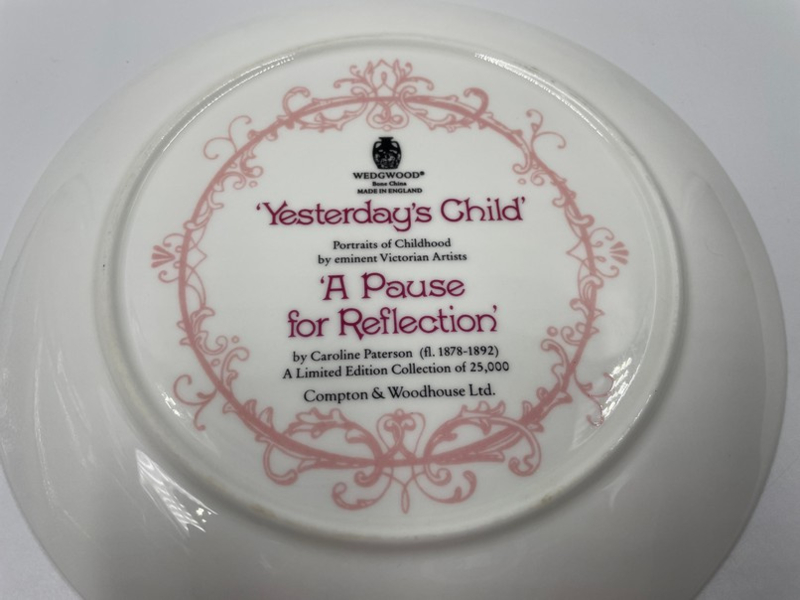 WEDGWOOD®
Bone China
MADE IN ENGLAND
'Yesterday's Child'
Portraits of Childhood
by eminent Victorian Artists
'A Pause
for Reflection'
by Caroline Paterson (fl. 1878-1892)
A Limited Edition Collection of 25,000
Compton & Woodhouse Ltd.